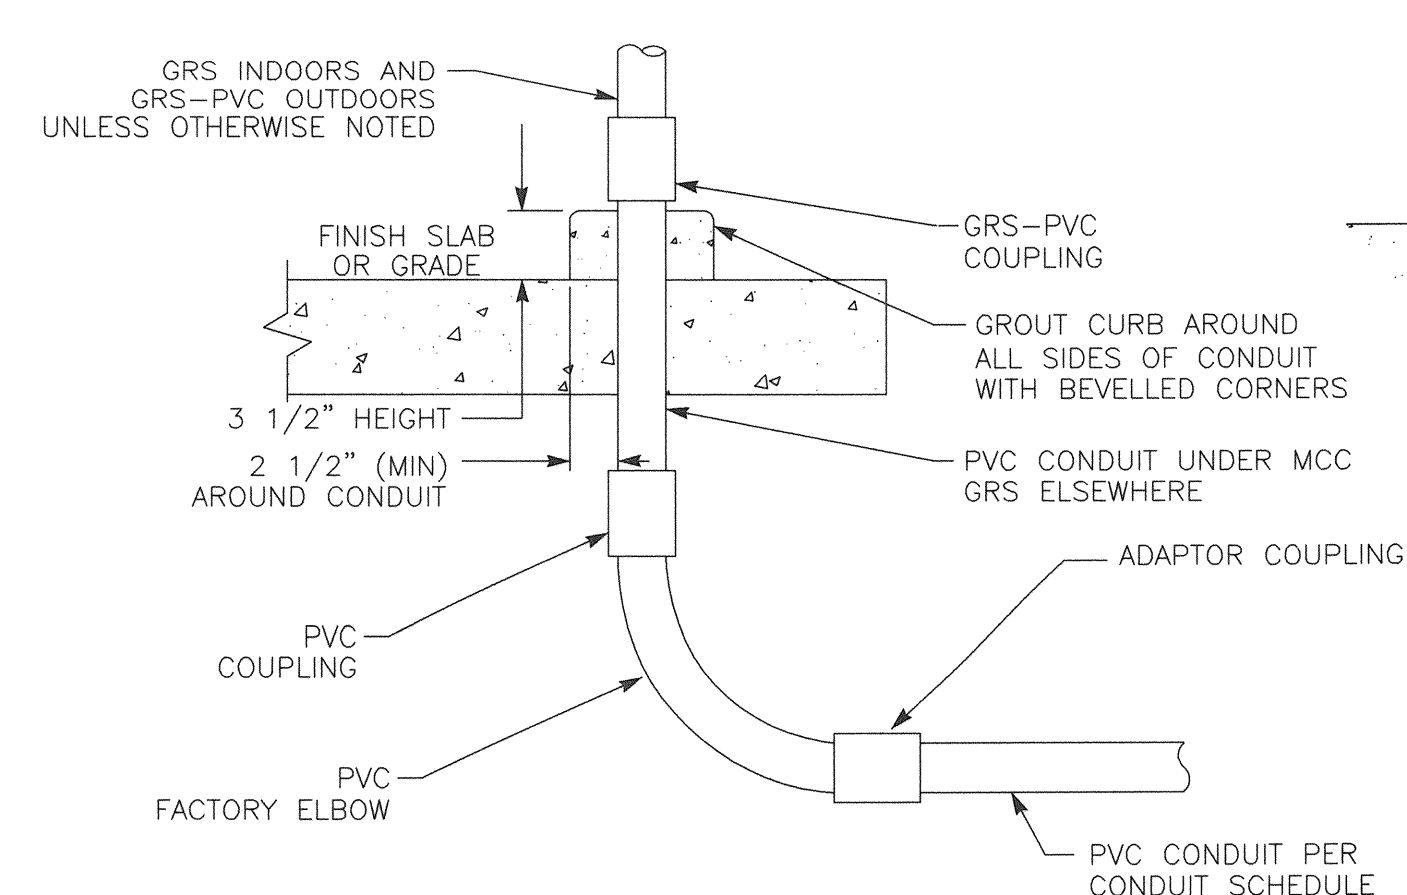 GRS INDOORS AND
GRS-PVC OUTDOORS
UNLESS OTHERWISE NOTED
FINISH SLAB
OR GRADE
GRS-PVC
COUPLING
GROUT CURB AROUND
ALL SIDES OF CONDUIT
WITH BEVELLED CORNERS
3 1/2" HEIGHT
2 1/2" (MIN)
AROUND CONDUIT
PVC CONDUIT UNDER MCC
GRS ELSEWHERE
ADAPTOR COUPLING
PVC
COUPLING
PVC
FACTORY ELBOW
PVC CONDUIT PER
CONDUIT SCHEDULE